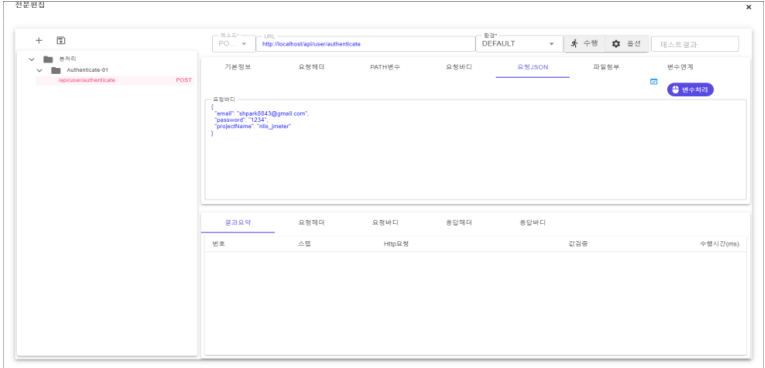 전문편집
메소드*
URL
환경*
PO...
http://localhost/api/user/authenticate
DEFAULT
수행
옵션
테스트결과
본처리
Authenticate-01
/api/user/authenticate
POST
기본정보
요청헤더
PATH변수
요청바디
요청JSON
파일첨부
변수연계
변수처리
요청바디
{
"email": "shpark8843@gmail.com",
"password": "1234",
"projectName": "nlls_jmeter"
}
결과요약
요청헤더
요청바디
응답헤더
응답바디
번호
스텝
Http요청
값검증
수행시간(ms)